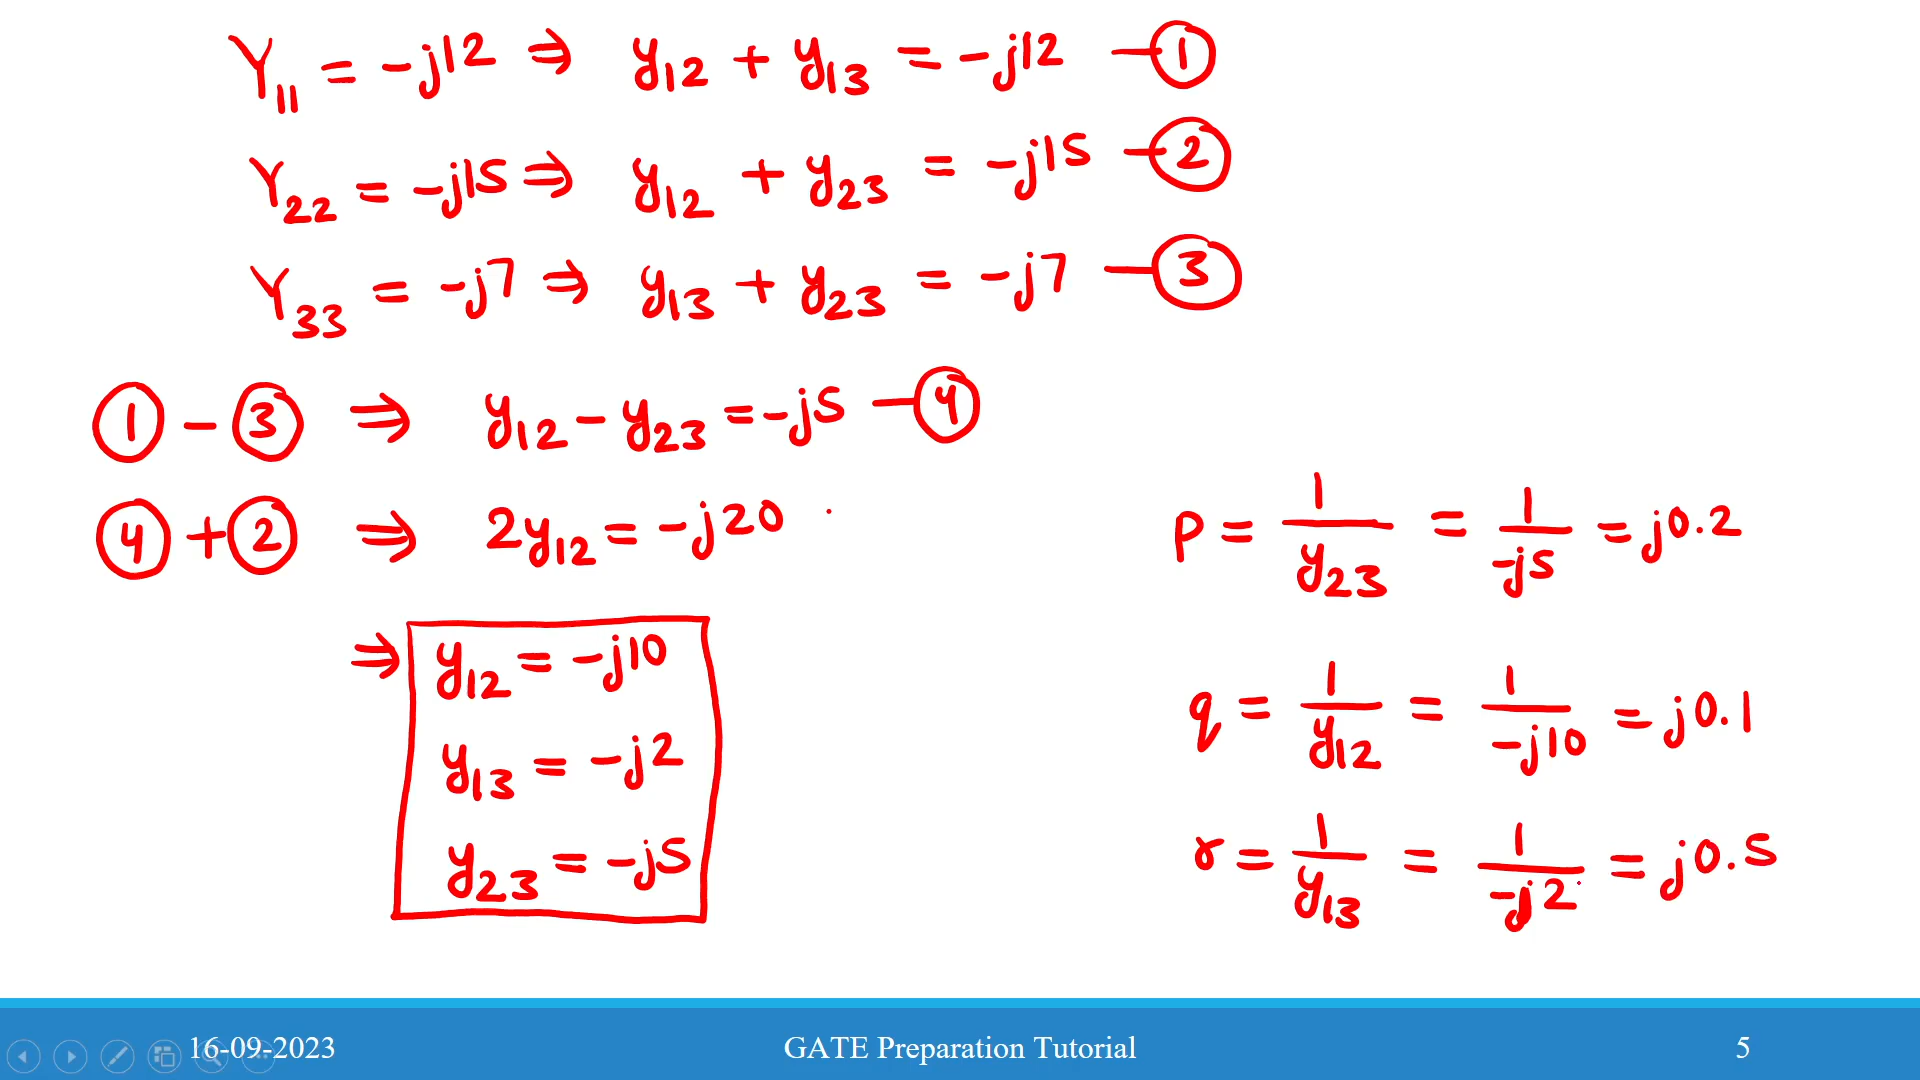 Y₁₁ = -j12 ⇒ y₁₂ + y₁₃ = -j12 — ①
Y₂₂ = -j15 ⇒ y₁₂ + y₂₃ = -j15 — ②
Y₃₃ = -j7 ⇒ y₁₃ + y₂₃ = -j7 — ③
① - ③ ⇒ y₁₂ - y₂₃ = -j5 — ④
④ + ② ⇒ 2y₁₂ = -j20
⇒ y₁₂ = -j10
y₁₃ = -j2
y₂₃ = -j5
p = 1/y₂₃ = 1/-j5 = j0.2
q = 1/y₁₂ = 1/-j10 = j0.1
r = 1/y₁₃ = 1/-j2 = j0.5
16-09-2023
GATE Preparation Tutorial
5